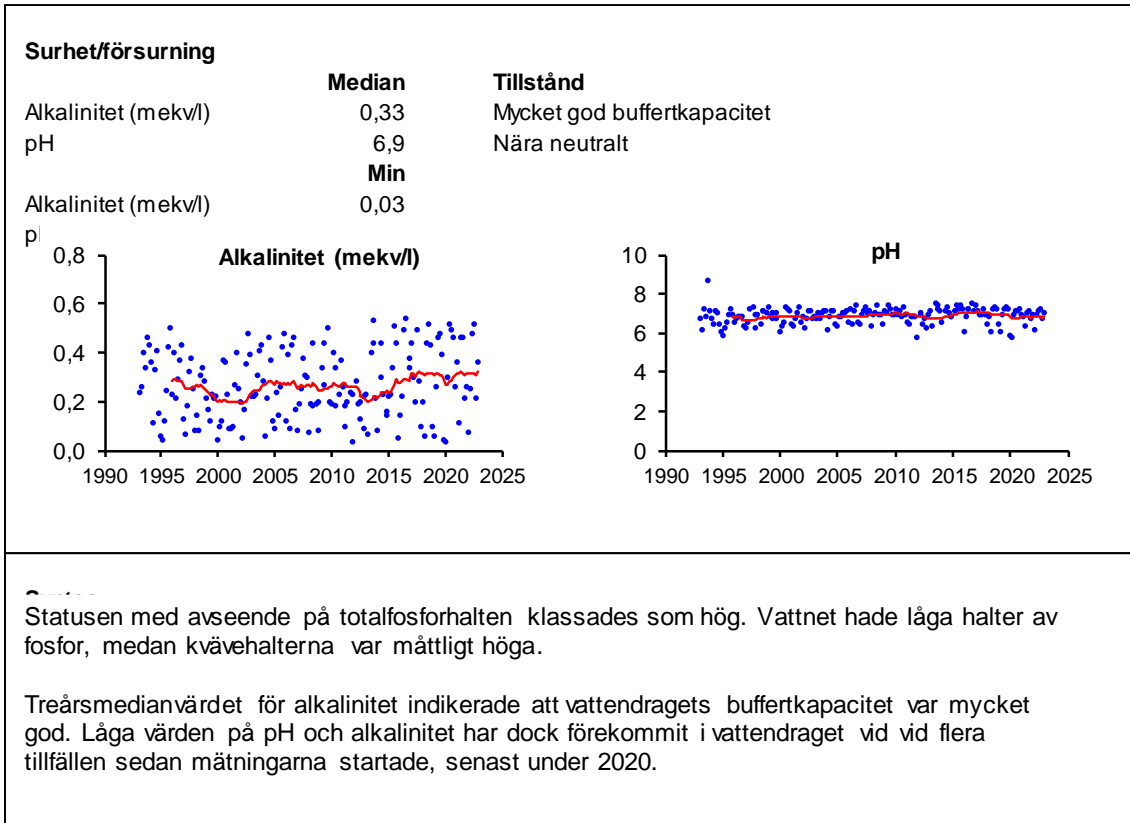 Surhet/försurning
Median Tillstånd
Alkalinitet (mekv/l) 0,33 Mycket god buffertkapacitet
pH 6,9 Nära neutralt
Min
Alkalinitet (mekv/l) 0,03
Alkalinitet (mekv/l)
0,8
0,6
0,4
0,2
0,0
1990 1995 2000 2005 2010 2015 2020 2025
pH
10
8
6
4
2
0
1990 1995 2000 2005 2010 2015 2020 2025
Statusen med avseende på totalfosforhalten klassades som hög. Vattnet hade låga halter av
fosfor, medan kvävehalterna var måttligt höga.
Treårsmedianvärdet för alkalinitet indikerade att vattendragets buffertkapacitet var mycket
god. Låga värden på pH och alkalinitet har dock förekommit i vattendraget vid vid flera
tillfällen sedan mätningarna startade, senast under 2020.